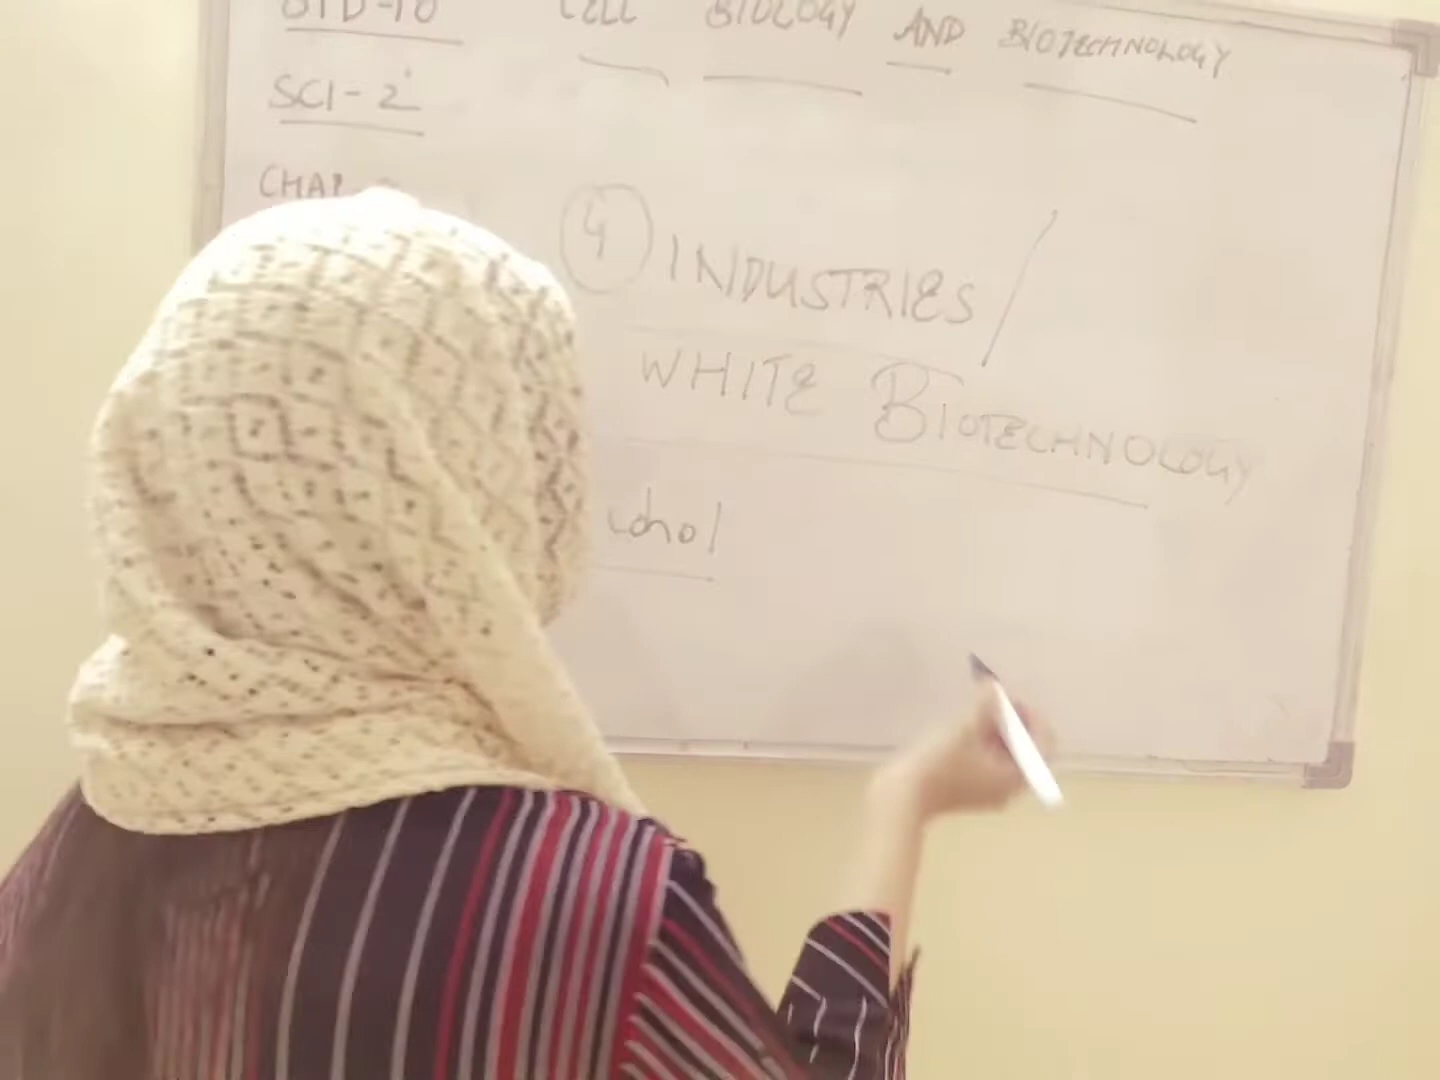 STD-10 CELL BIOLOGY AND BIOTECHNOLOGY
SCI-2
CHAP
4 INDUSTRIES/
WHITE BIOTECHNOLOGY
cohol